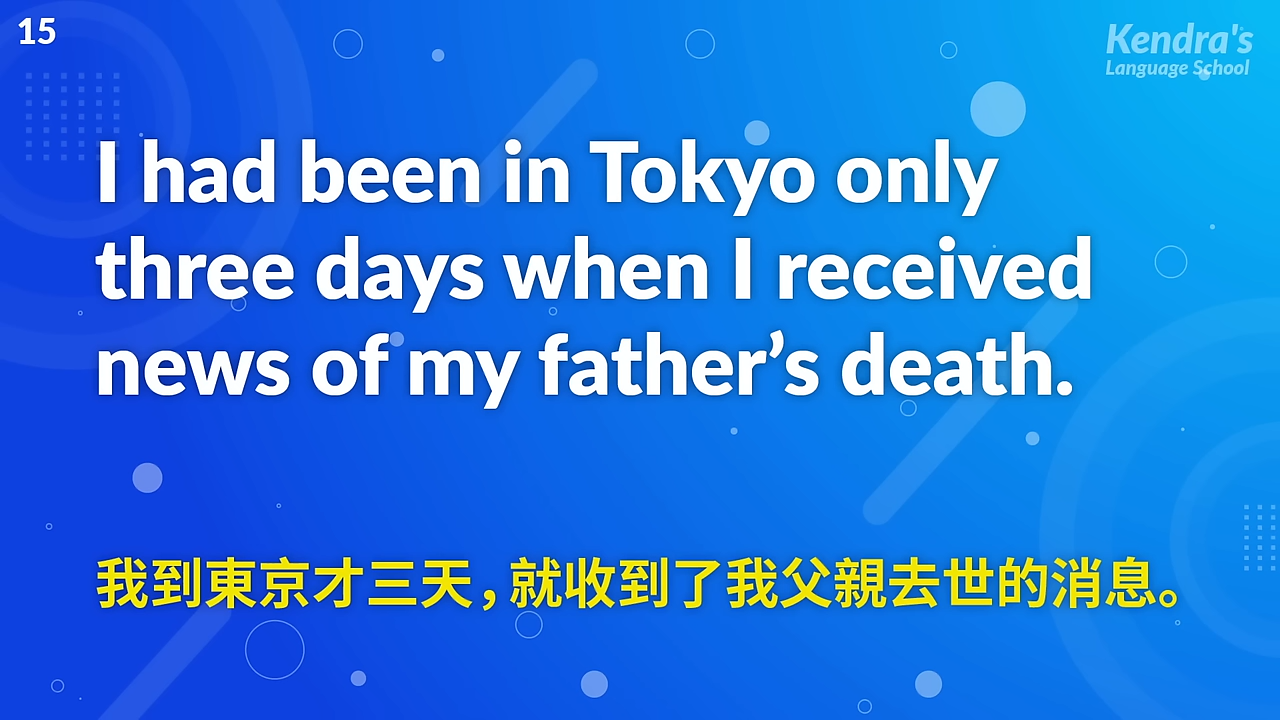 15
Kendra's
Language School
I had been in Tokyo only
three days when I received
news of my father’s death.
我到東京才三天，就收到了我父親去世的消息。